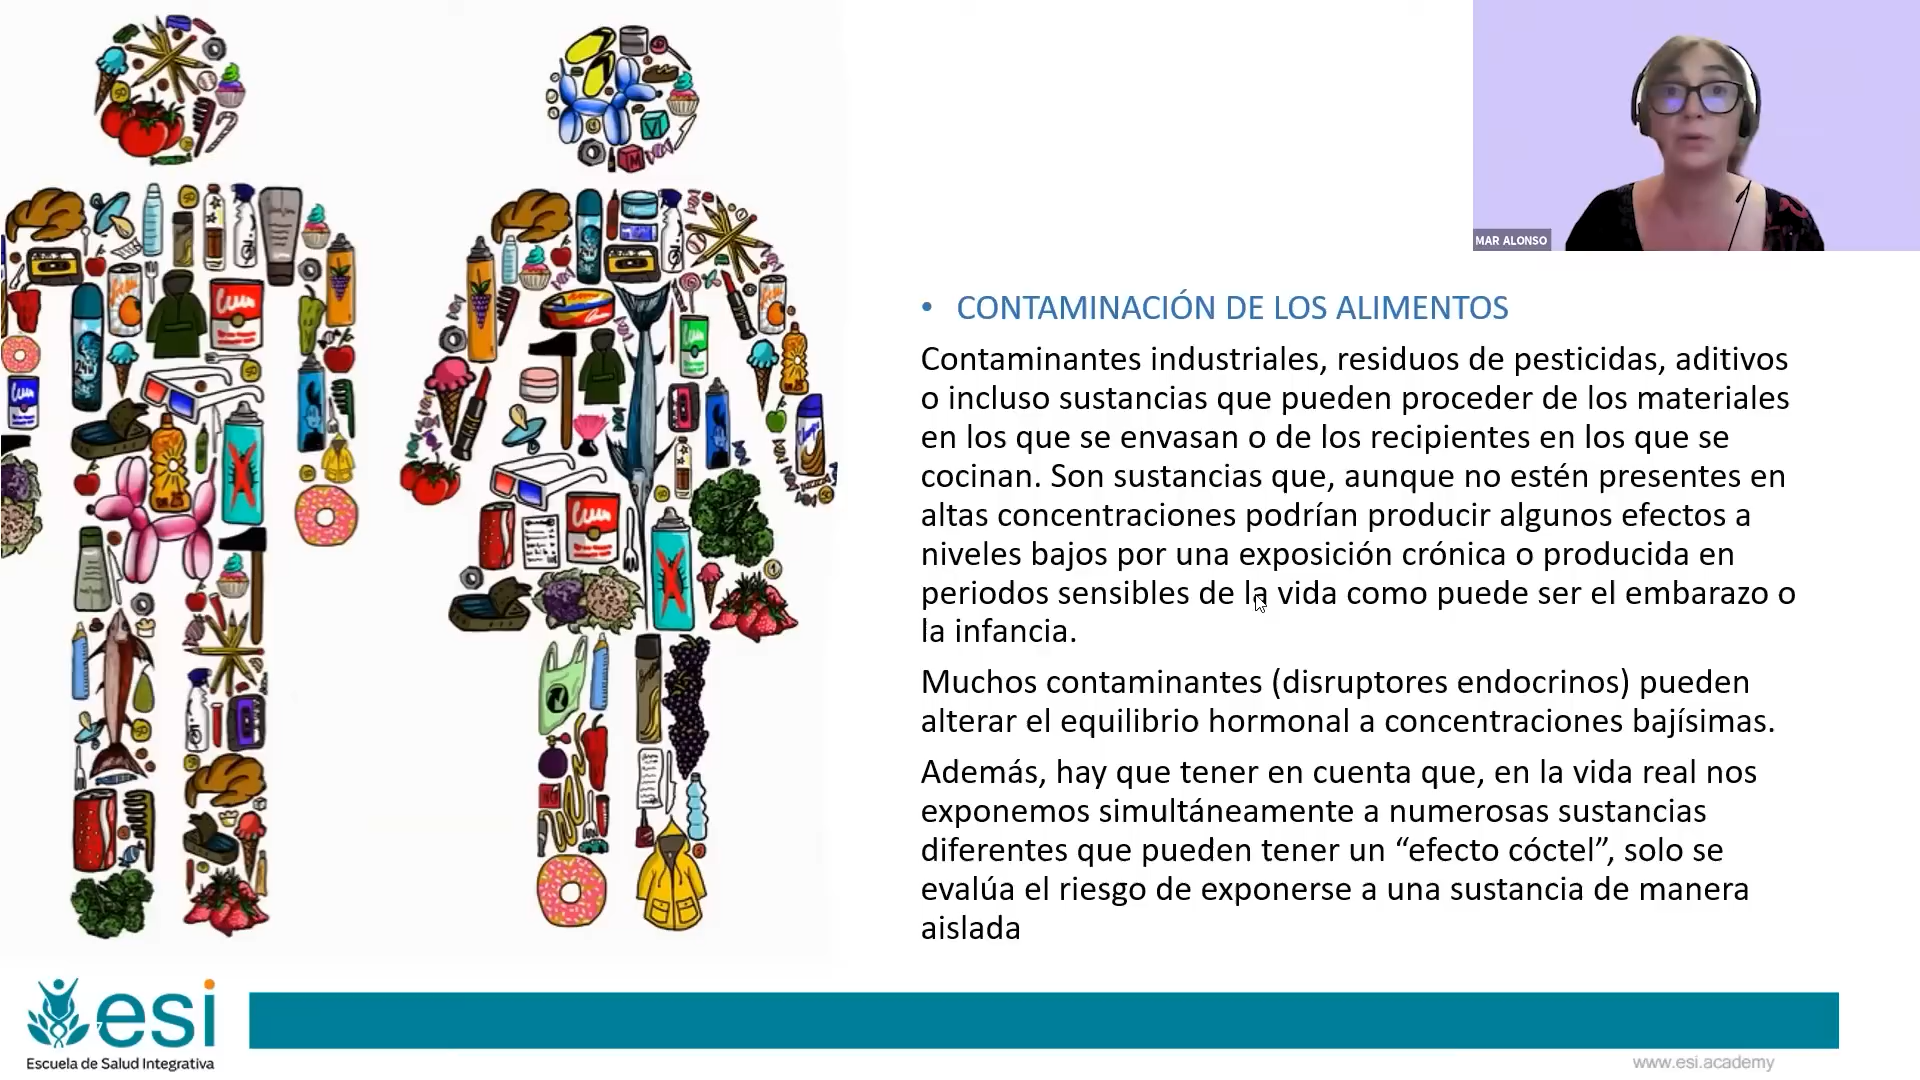 MAR ALONSO
• CONTAMINACIÓN DE LOS ALIMENTOS
Contaminantes industriales, residuos de pesticidas, aditivos
o incluso sustancias que pueden proceder de los materiales
en los que se envasan o de los recipientes en los que se
cocinan. Son sustancias que, aunque no estén presentes en
altas concentraciones podrían producir algunos efectos a
niveles bajos por una exposición crónica o producida en
periodos sensibles de la vida como puede ser el embarazo o
la infancia.
Muchos contaminantes (disruptores endocrinos) pueden
alterar el equilibrio hormonal a concentraciones bajísimas.
Además, hay que tener en cuenta que, en la vida real nos
exponemos simultáneamente a numerosas sustancias
diferentes que pueden tener un “efecto cóctel”, solo se
evalúa el riesgo de exponerse a una sustancia de manera
aislada
esi
Escuela de Salud Integrativa
www.esi.academy